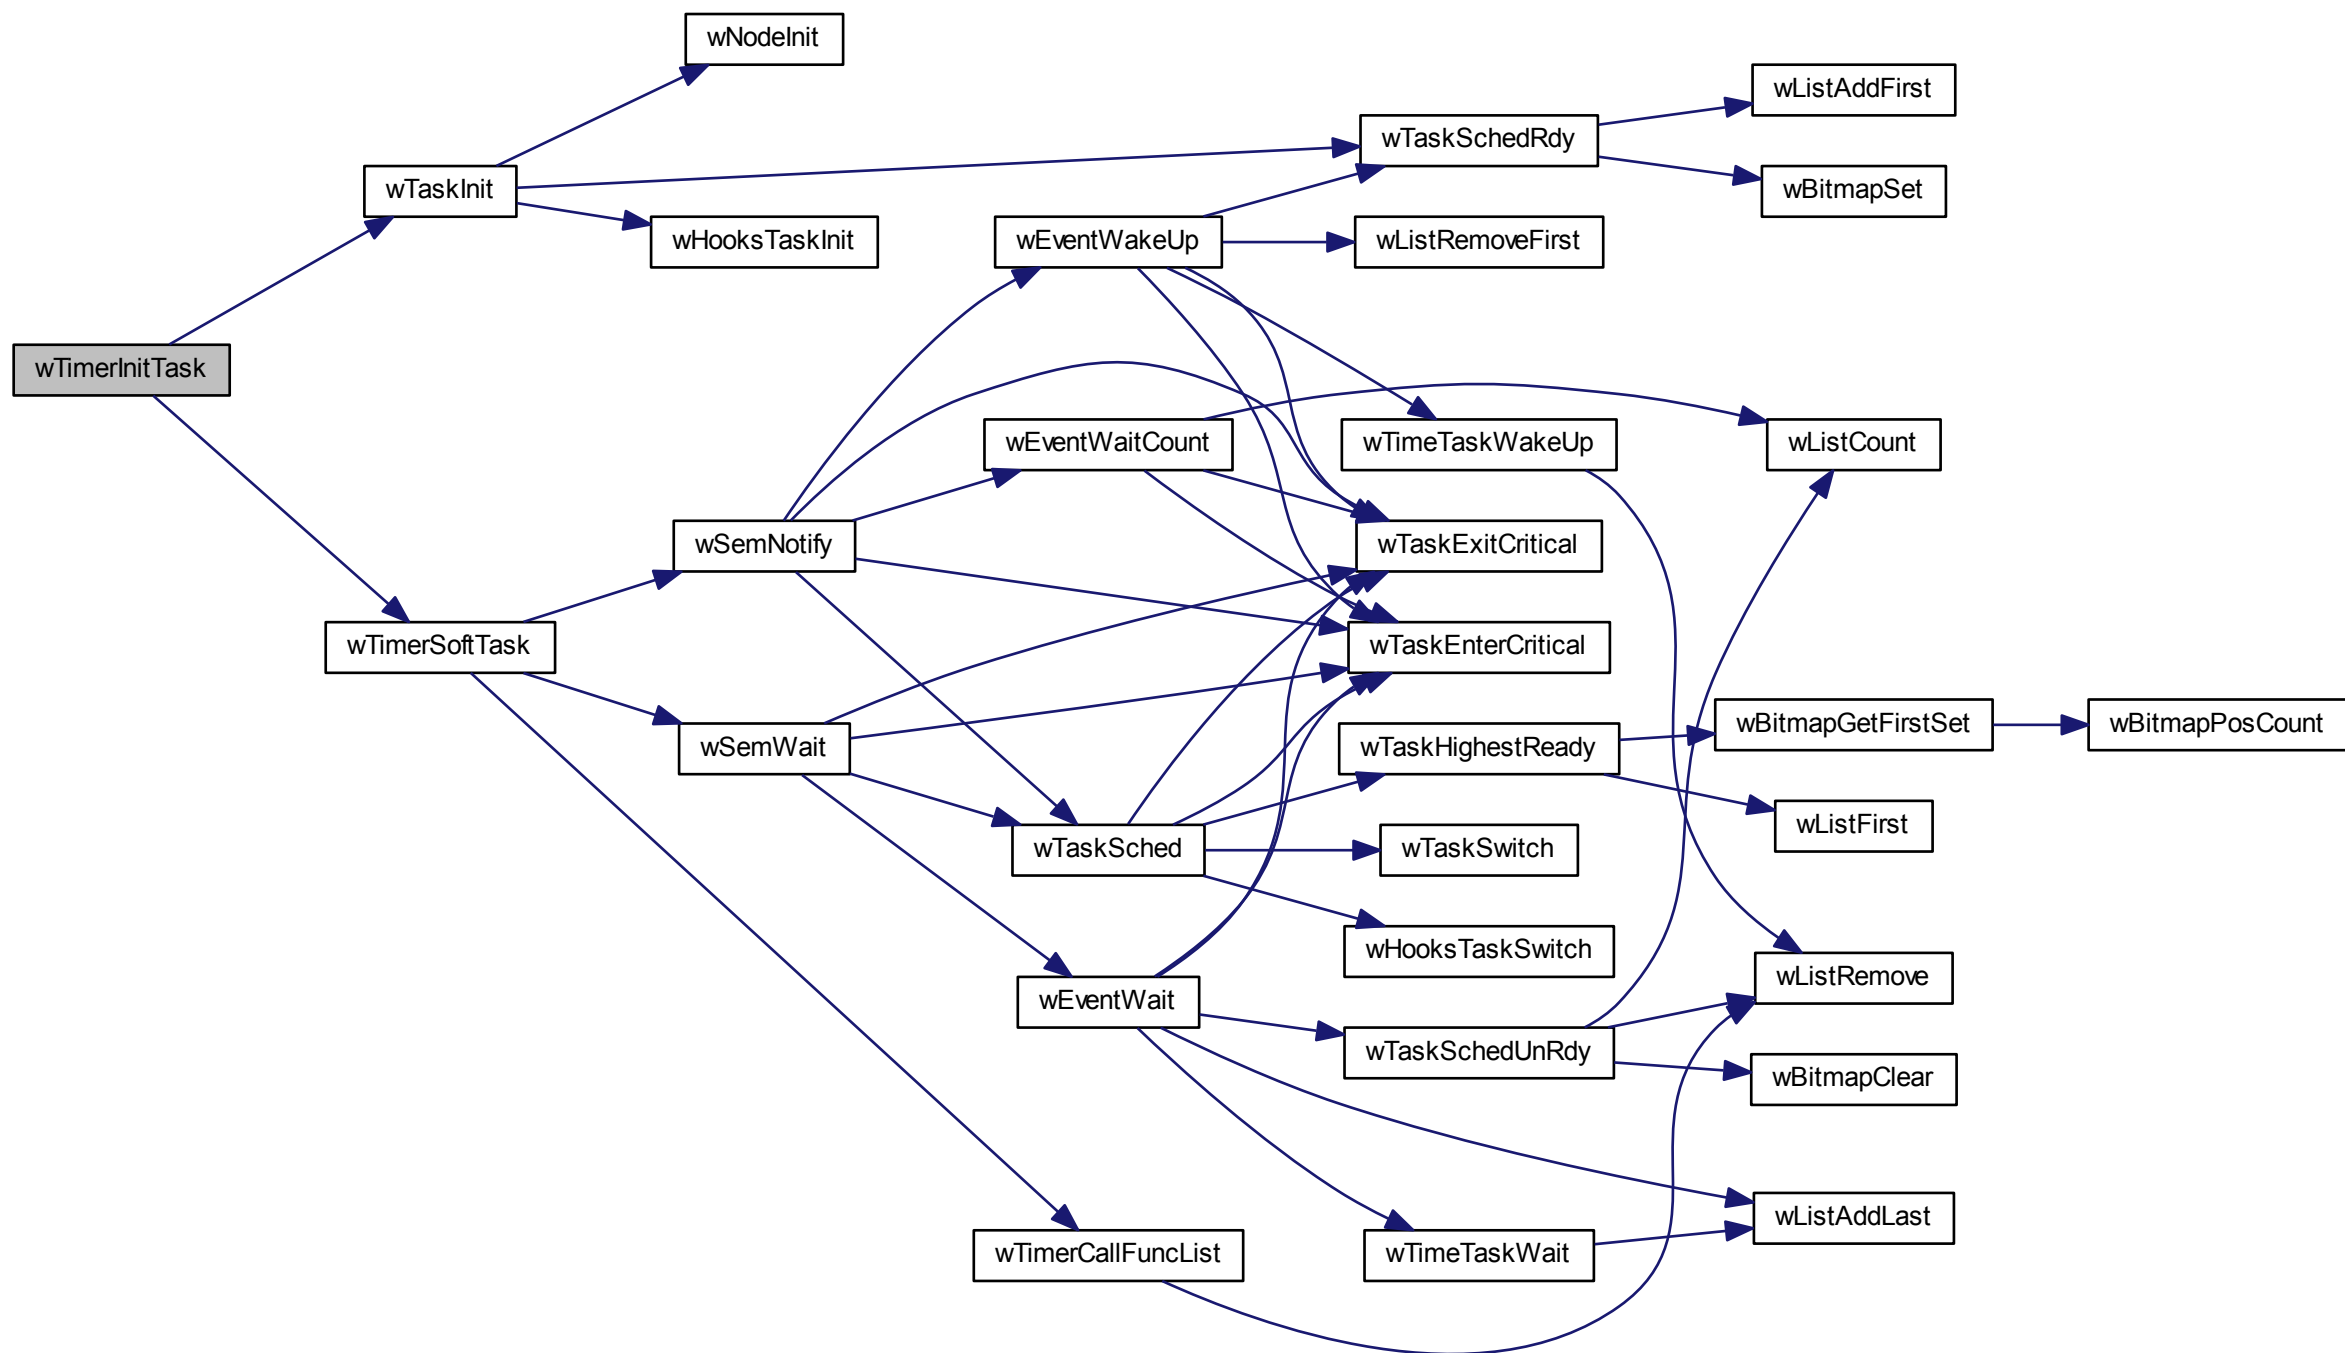 wNodeInit
wListAddFirst
wTaskSchedRdy
wTaskInit
wBitmapSet
wHooksTaskInit
wEventWakeUp
wListRemoveFirst
wTimerInitTask
wEventWaitCount
wTimeTaskWakeUp
wListCount
wSemNotify
wTaskExitCritical
wTimerSoftTask
wTaskEnterCritical
wSemWait
wTaskHighestReady
wBitmapGetFirstSet
wBitmapPosCount
wListFirst
wTaskSched
wTaskSwitch
wHooksTaskSwitch
wListRemove
wEventWait
wTaskSchedUnRdy
wBitmapClear
wListAddLast
wTimerCallFuncList
wTimeTaskWait